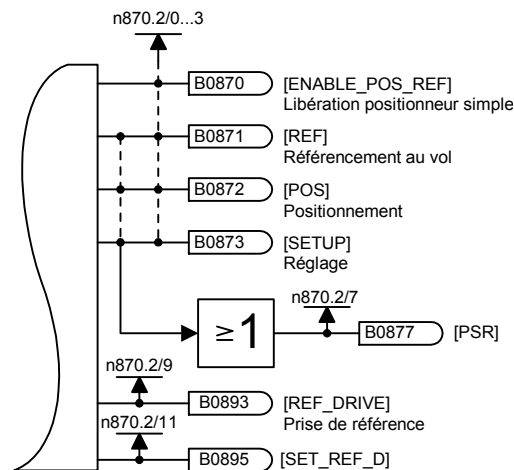 n870.2/0...3
B0870 [ENABLE_POS_REF]
Libération positionneur simple
B0871 [REF]
Référencement au vol
B0872 [POS]
Positionnement
B0873 [SETUP]
Réglage
n870.2/7
≥1
B0877 [PSR]
n870.2/9
B0893 [REF_DRIVE]
Prise de référence
n870.2/11
B0895 [SET_REF_D]